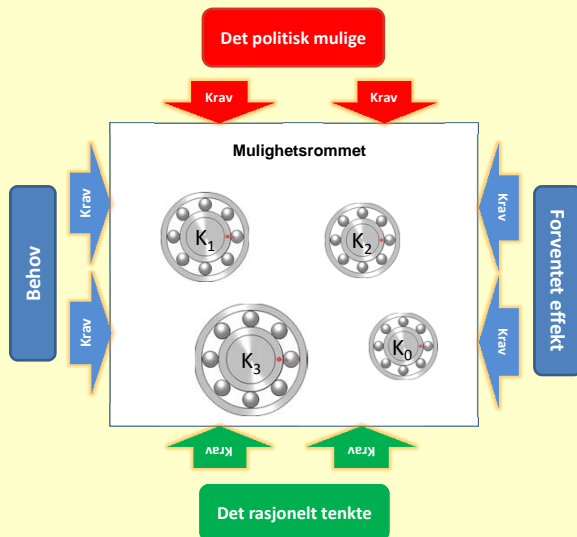 Det politisk mulige
Krav
Krav
Mulighetsrommet
Behov
Krav
Krav
K1
K2
K3
K0
Krav
Krav
Forventet effekt
Krav
Krav
Det rasjonelt tenkte